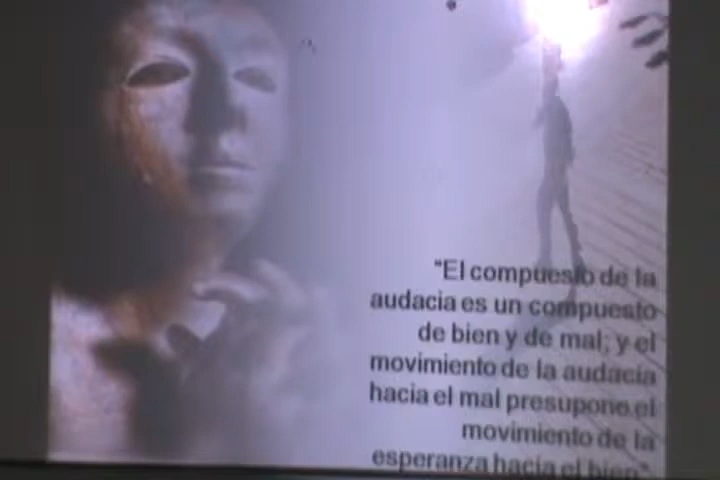 "El compuesto de la
audacia es un compuesto
de bien y de mal; y el
movimiento de la audacia
hacia el mal presupone el
movimiento de la
esperanza hacia el bien".